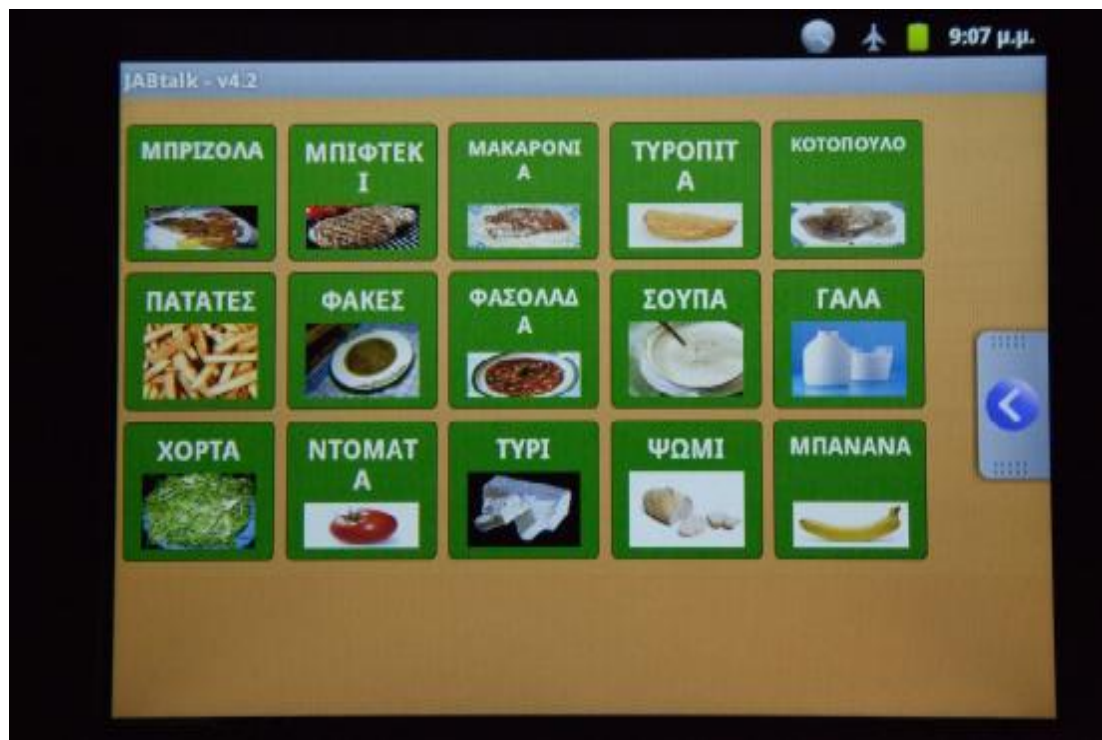 9:07 μ.μ.
JABtalk - v4.2
ΜΠΡΙΖΟΛΑ
ΜΠΙΦΤΕΚ
Ι
ΜΑΚΑΡΟΝΙ
Α
ΤΥΡΟΠΙΤ
Α
ΚΟΤΟΠΟΥΛΟ
ΠΑΤΑΤΕΣ
ΦΑΚΕΣ
ΦΑΣΟΛΑΔ
Α
ΣΟΥΠΑ
ΓΑΛΑ
ΧΟΡΤΑ
ΝΤΟΜΑΤ
Α
ΤΥΡΙ
ΨΩΜΙ
ΜΠΑΝΑΝΑ